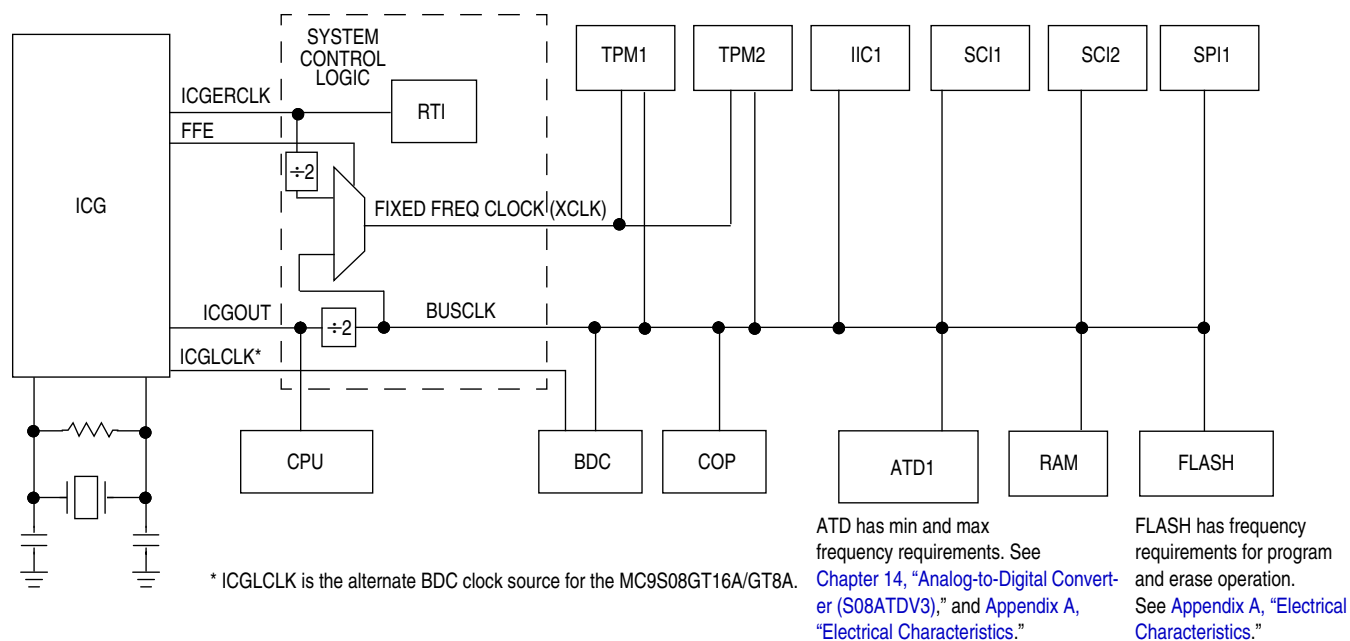 SYSTEM
CONTROL
LOGIC
TPM1
TPM2
IIC1
SCI1
SCI2
SPI1
ICGERCLK
RTI
FFE
÷2
ICG
FIXED FREQ CLOCK (XCLK)
ICGOUT
÷2
BUSCLK
ICGLCLK*
CPU
BDC
COP
ATD1
RAM
FLASH
ATD has min and max
frequency requirements. See
Chapter 14, “Analog-to-Digital Convert-
er (S08ATDV3),” and Appendix A,
“Electrical Characteristics.”
FLASH has frequency
requirements for program
and erase operation.
See Appendix A, “Electrical
Characteristics.”
* ICGLCLK is the alternate BDC clock source for the MC9S08GT16A/GT8A.